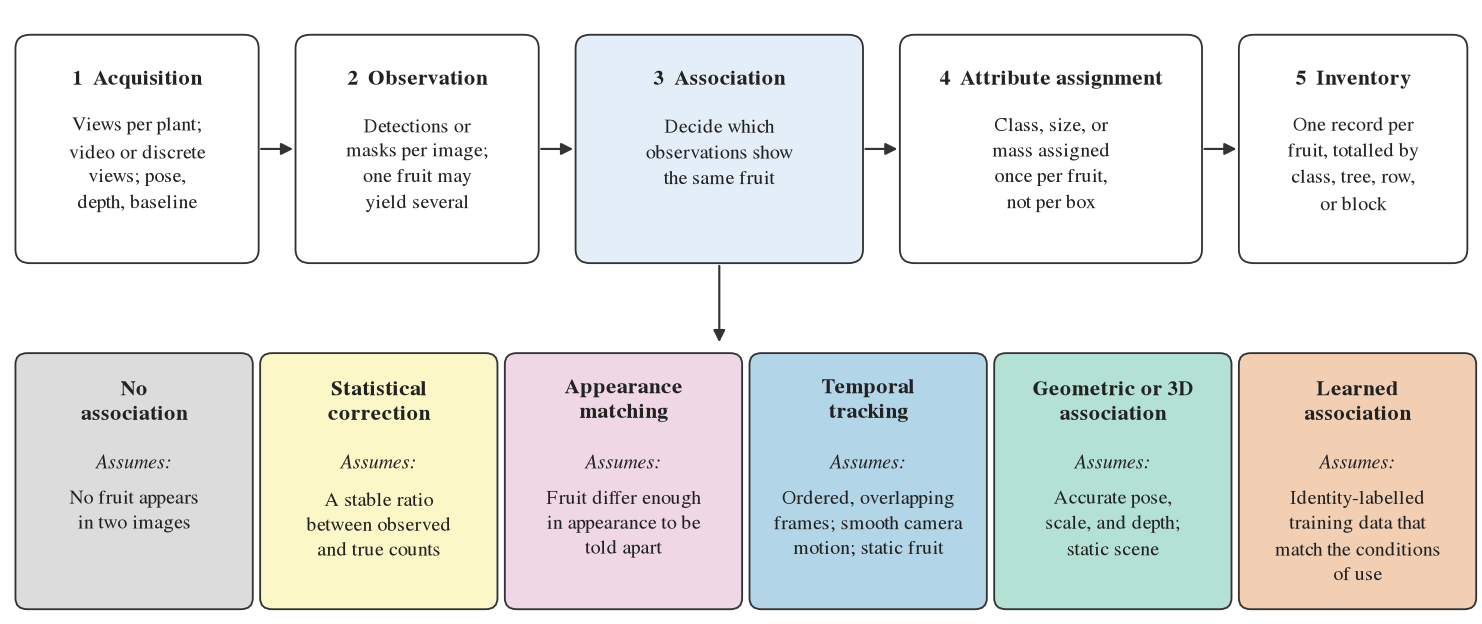 1 Acquisition
Views per plant;
video or discrete
views; pose,
depth, baseline
2 Observation
Detections or
masks per image;
one fruit may
yield several
3 Association
Decide which
observations show
the same fruit
4 Attribute assignment
Class, size, or
mass assigned
once per fruit,
not per box
5 Inventory
One record per
fruit, totalled by
class, tree, row,
or block
No
association
Assumes:
No fruit appears
in two images
Statistical
correction
Assumes:
A stable ratio
between observed
and true counts
Appearance
matching
Assumes:
Fruit differ enough
in appearance to be
told apart
Temporal
tracking
Assumes:
Ordered, overlapping
frames; smooth camera
motion; static fruit
Geometric or 3D
association
Assumes:
Accurate pose,
scale, and depth;
static scene
Learned
association
Assumes:
Identity-labelled
training data that
match the conditions
of use